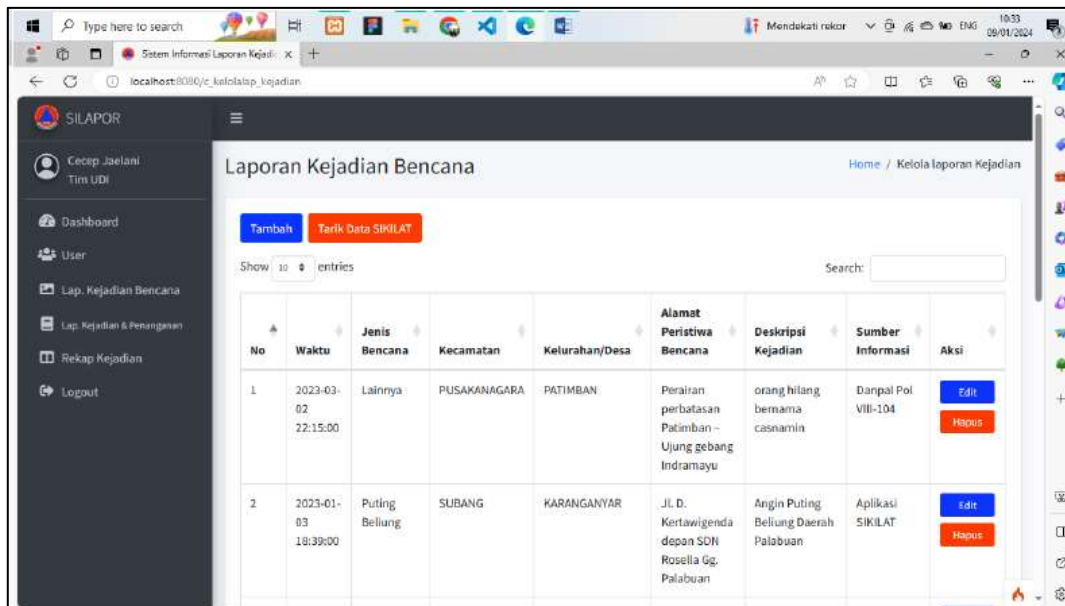 Type here to search
Mendekati rekor
ENG
10:33
09/01/2024
Sistem Informasi Laporan Kejadi
localhost:8080/c_kelolalap_kejadian
SILAPOR
Cecep Jaelani
Tim UDI
Dashboard
User
Lap. Kejadian Bencana
Lap. Kejadian & Penanganan
Rekap Kejadian
Logout
Laporan Kejadian Bencana
Home / Kelola laporan Kejadian
Tambah
Tarik Data SIKILAT
Show 10 entries
Search:
No
Waktu
Jenis
Bencana
Kecamatan
Kelurahan/Desa
Alamat
Peristiwa
Bencana
Deskripsi
Kejadian
Sumber
Informasi
Aksi
1
2023-03-
02
22:15:00
Lainnya
PUSAKANAGARA
PATIMBAN
Perairan
perbatasan
Patimban –
Ujung gebang
Indramayu
orang hilang
bernama
casnamin
Danpal Pol
VIII-104
Edit
Hapus
2
2023-01-
03
18:39:00
Puting
Beliung
SUBANG
KARANGANYAR
JL. D.
Kertawigenda
depan SDN
Rosella Gg.
Palabuan
Angin Puting
Beliung Daerah
Palabuan
Aplikasi
SIKILAT
Edit
Hapus